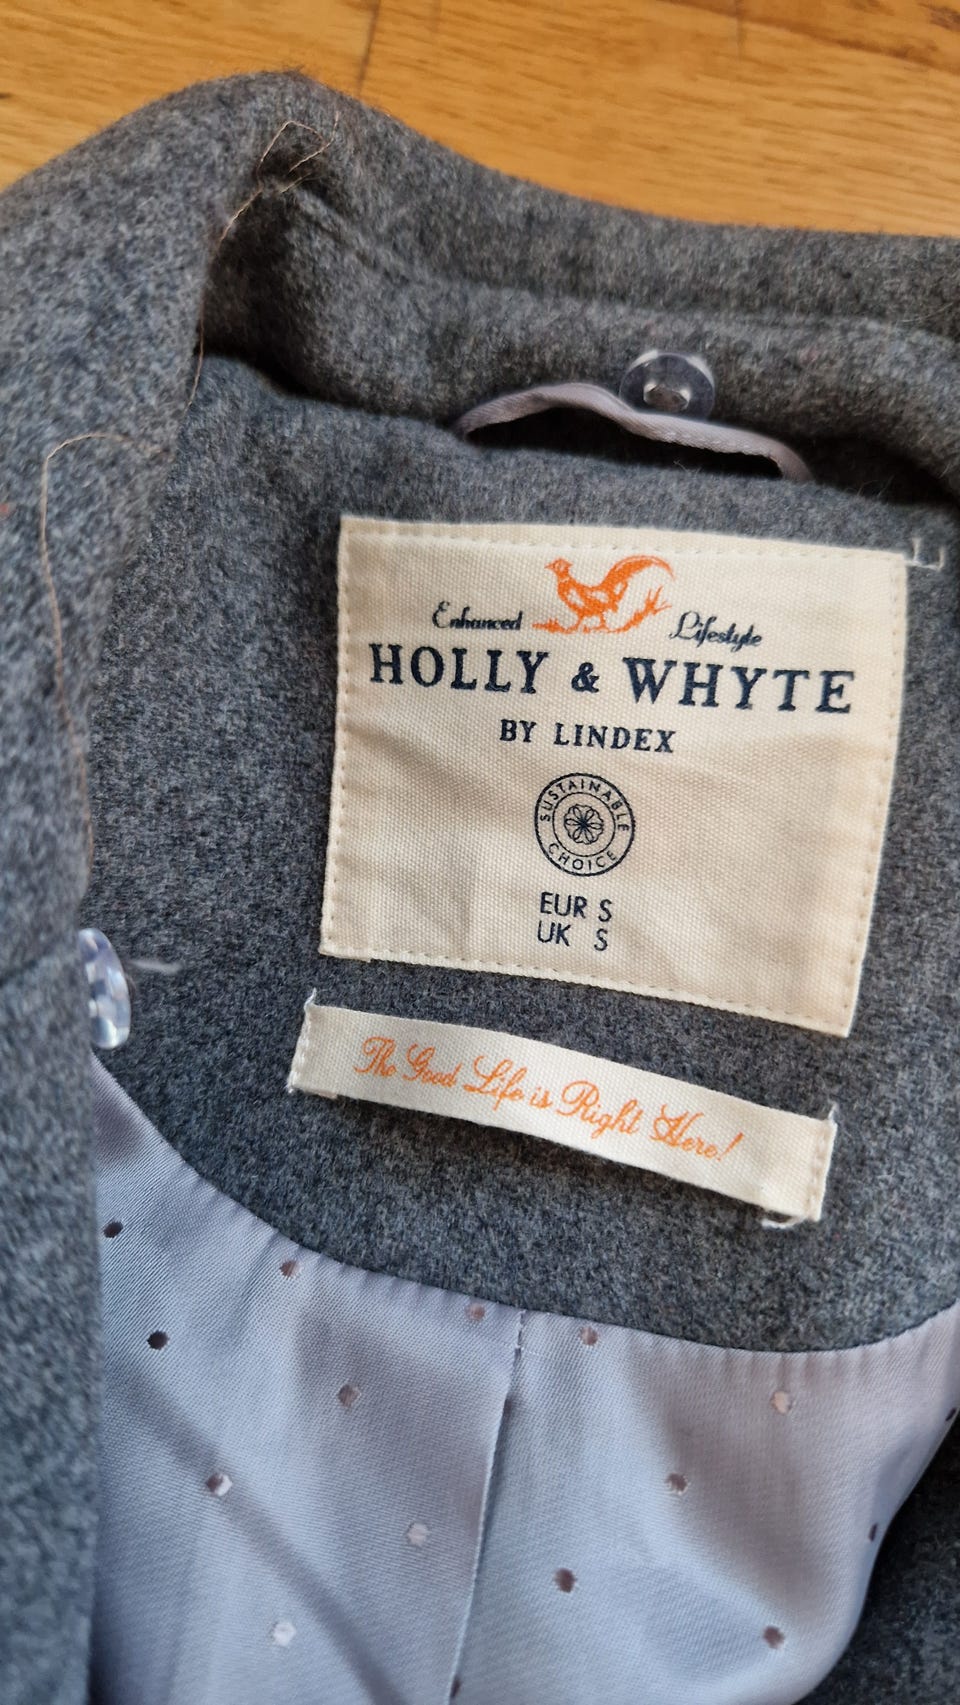 Enhanced Lifestyle
HOLLY & WHYTE
BY LINDEX
SUSTAINABLE
CHOICE
EUR S
UK S
The Good Life is Right Here!